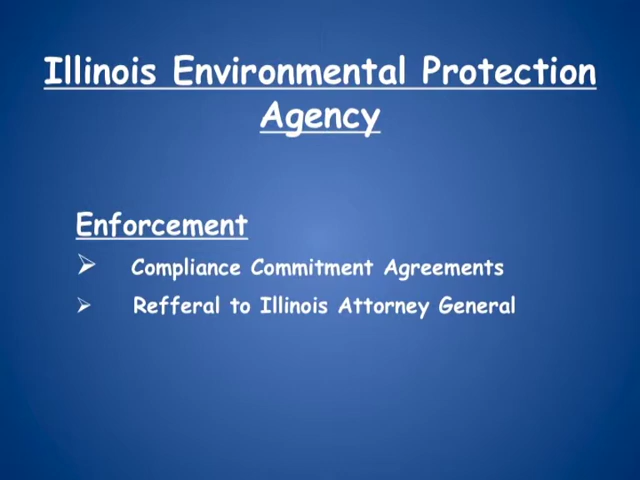 Illinois Environmental Protection
Agency
Enforcement
➢ Compliance Commitment Agreements
➢ Refferal to Illinois Attorney General